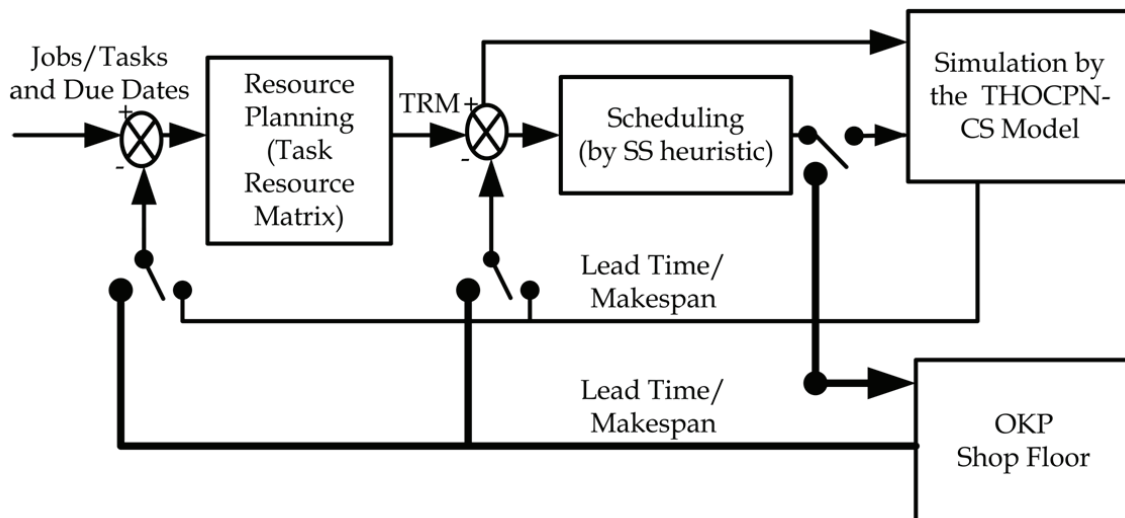 Jobs/Tasks
and Due Dates
+
-
Resource
Planning
(Task
Resource
Matrix)
TRM
+
-
Scheduling
(by SS heuristic)
Simulation by
the THOCPN-
CS Model
Lead Time/
Makespan
Lead Time/
Makespan
OKP
Shop Floor